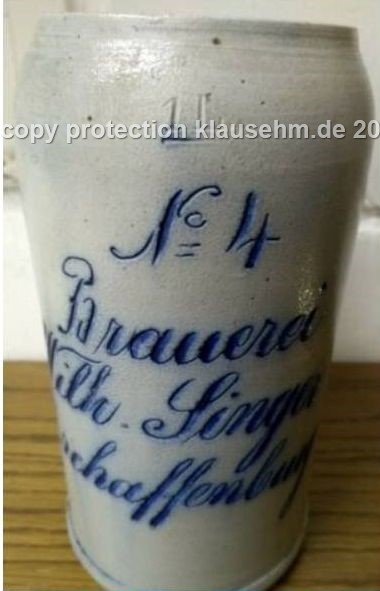 1L
copy protection klausehm.de 20
No 4
Brauerei
Wilh. Singer
schaffenburg